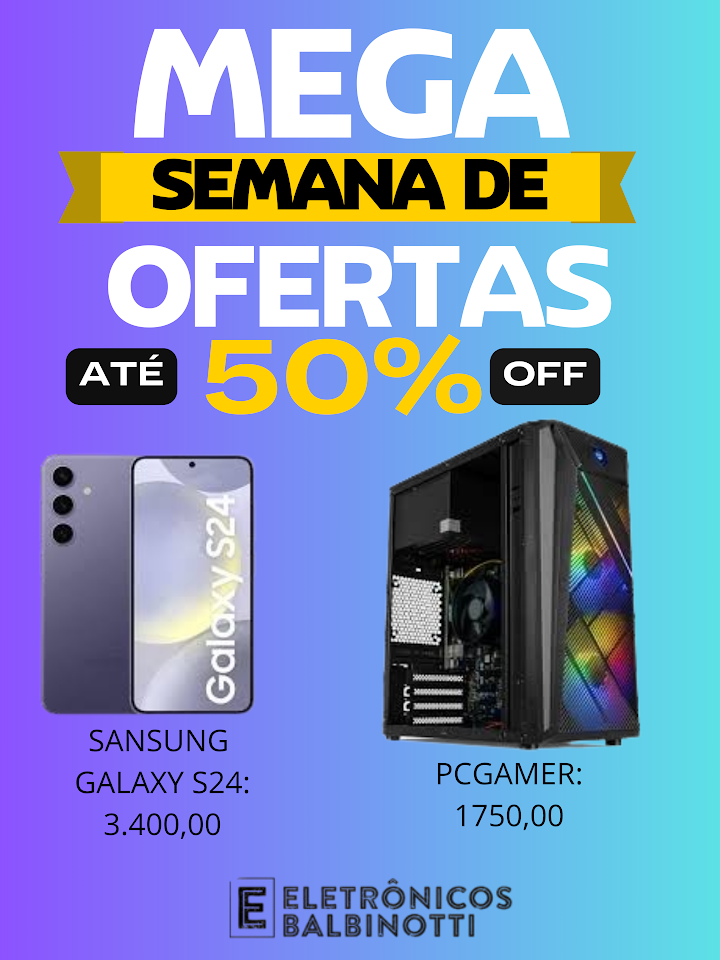 MEGA
SEMANA DE
OFERTAS
ATÉ 50% OFF
Galaxy S24
SANSUNG
GALAXY S24:
3.400,00
PCGAMER:
1750,00
E ELETRÔNICOS
BALBINOTTI